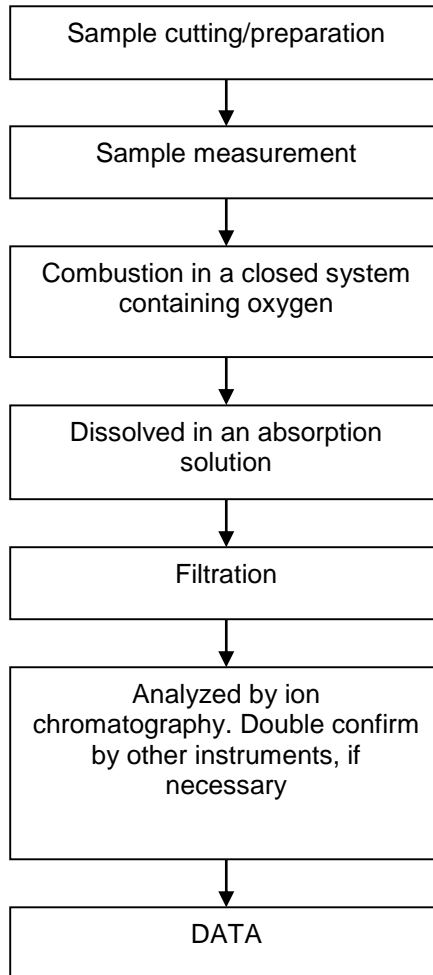 Sample cutting/preparation
Sample measurement
Combustion in a closed system
containing oxygen
Dissolved in an absorption
solution
Filtration
Analyzed by ion
chromatography. Double confirm
by other instruments, if
necessary
DATA